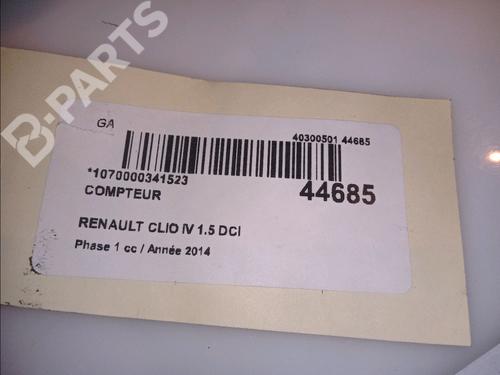 B-PARTS
GA
40300501 44685
*1070000341523
44685
COMPTEUR
RENAULT CLIO IV 1.5 DCI
Phase 1 cc / Année 2014